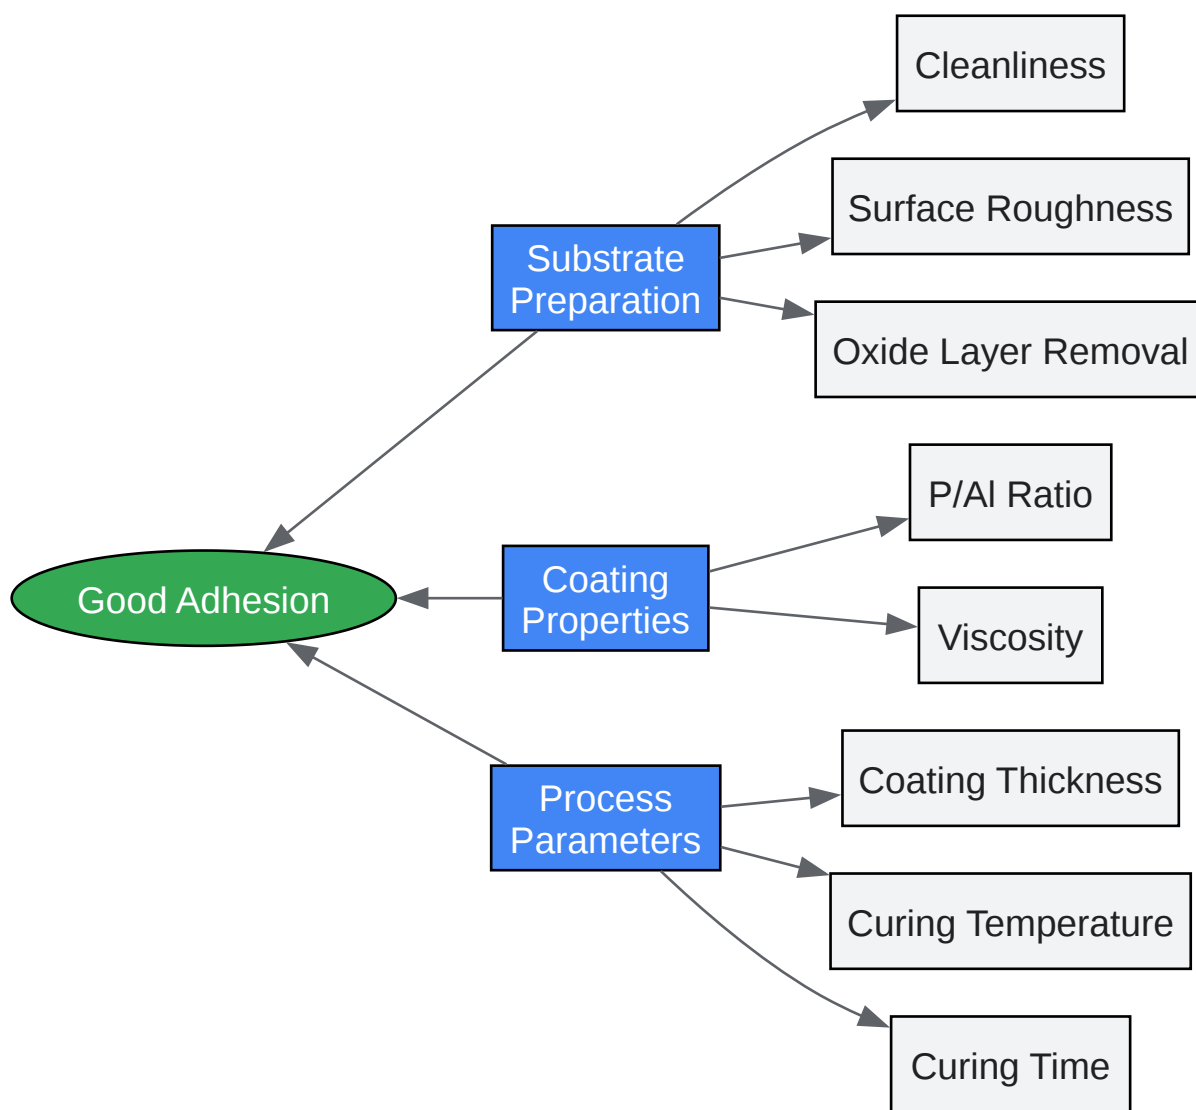 Cleanliness
Surface Roughness
Substrate
Preparation
Oxide Layer Removal
P/Al Ratio
Good Adhesion
Coating
Properties
Viscosity
Coating Thickness
Process
Parameters
Curing Temperature
Curing Time